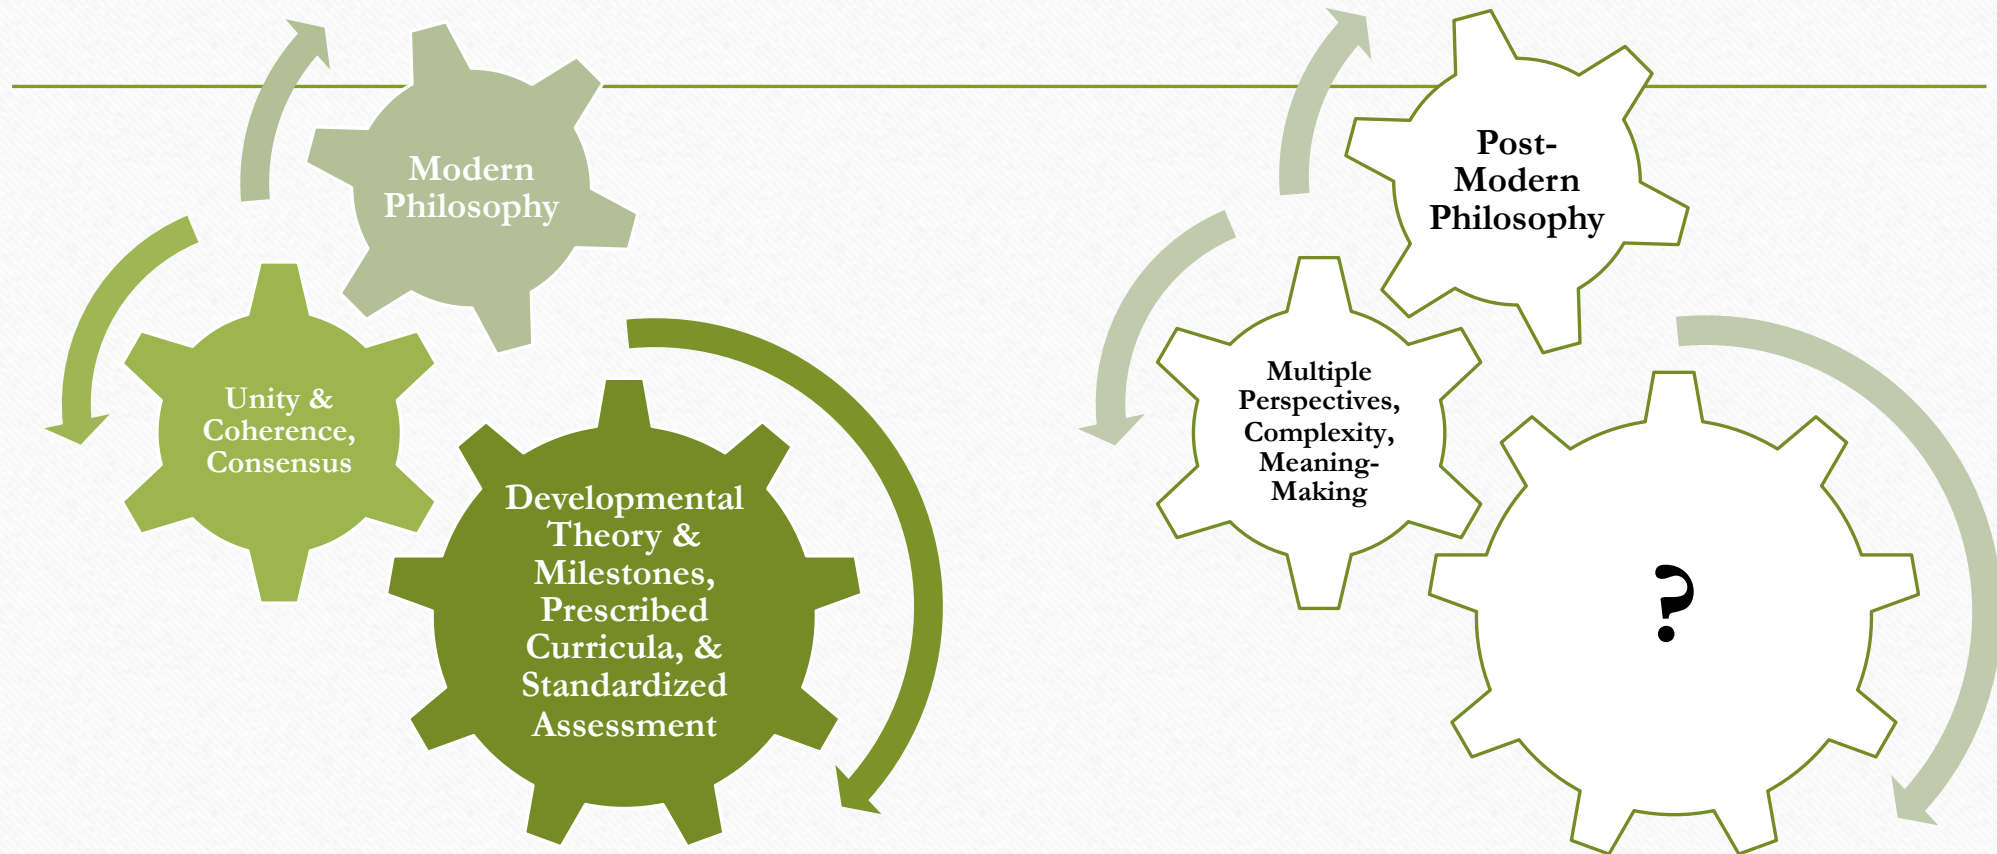 Modern
Philosophy
Unity &
Coherence,
Consensus
Developmental
Theory &
Milestones,
Prescribed
Curricula, &
Standardized
Assessment
Post-
Modern
Philosophy
Multiple
Perspectives,
Complexity,
Meaning-
Making
?